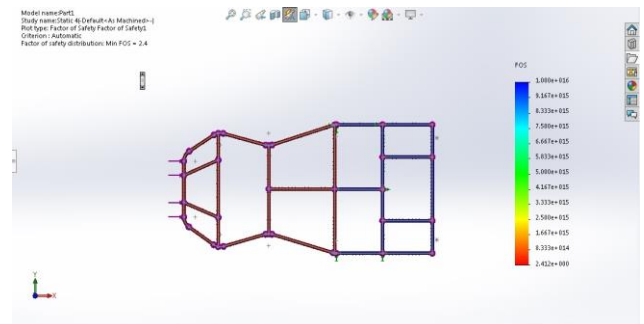 Model name:Part1
Study name:Static 4(-Default<As Machined>-)
Plot type: Factor of Safety Factor of Safety1
Criterion : Automatic
Factor of safety distribution: Min FOS = 2.4
FOS
1.000e+016
9.167e+015
8.333e+015
7.500e+015
6.667e+015
5.833e+015
5.000e+015
4.167e+015
3.333e+015
2.500e+015
1.667e+015
8.333e+014
2.412e+000
Y
X